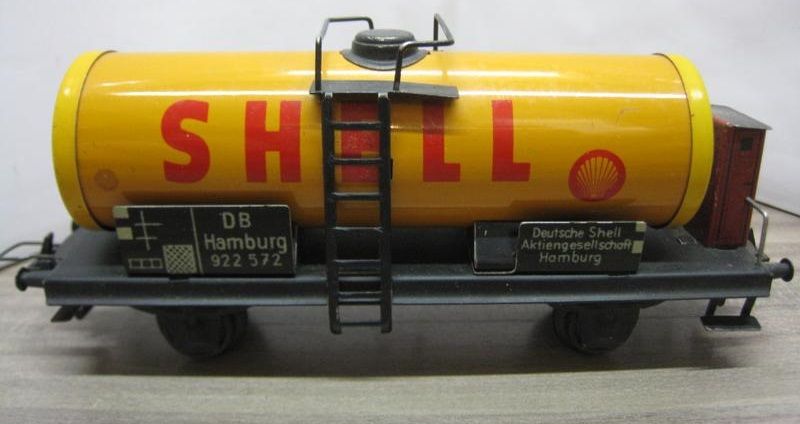 SHELL
DB
Hamburg
922 572
Deutsche Shell
Aktiengesellschaft
Hamburg